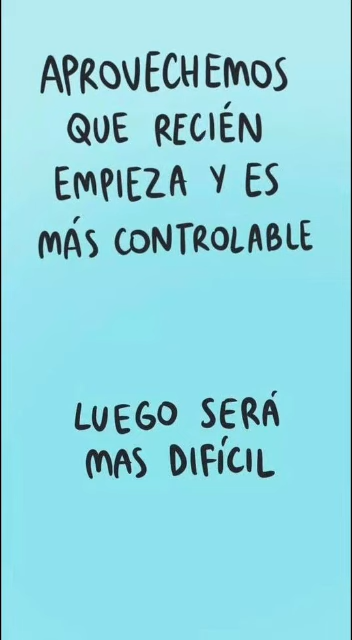 APROVECHEMOS
QUE RECIÉN
EMPIEZA Y ES
MÁS CONTROLABLE
LUEGO SERÁ
MAS DIFÍCIL